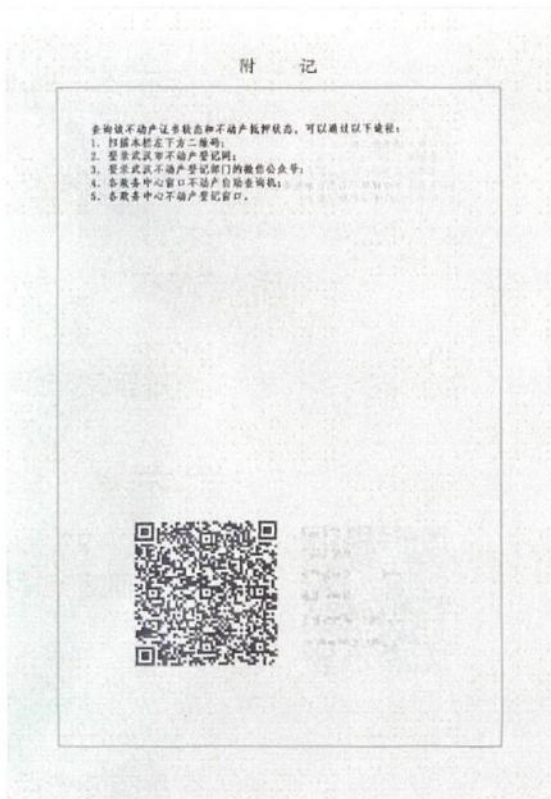 附 记
查询该不动产证书状态和不动产抵押状态，可以通过以下途径：
1、扫描本栏左下方二维码；
2、登录武汉市不动产登记网；
3、登录武汉不动产登记部门的微信公众号；
4、各政务中心窗口不动产自助查询机；
5、各政务中心不动产登记窗口。